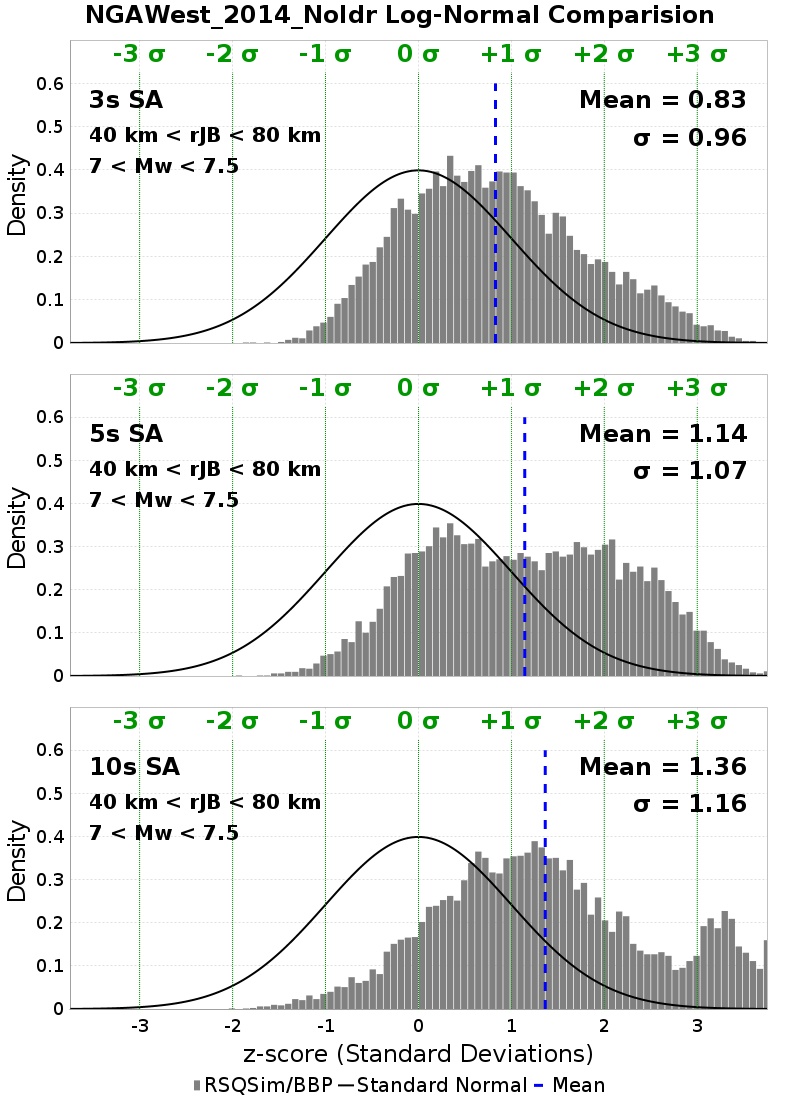 NGAWest_2014_NoIdr Log-Normal Comparision
-3 σ -2 σ -1 σ 0 σ +1 σ +2 σ +3 σ
0.6
3s SA
Mean = 0.83
0.5
40 km < rJB < 80 km
σ = 0.96
7 < Mw < 7.5
0.4
0.3
0.2
0.1
0
Density
-3 σ -2 σ -1 σ 0 σ +1 σ +2 σ +3 σ
0.6
5s SA
Mean = 1.14
0.5
40 km < rJB < 80 km
σ = 1.07
7 < Mw < 7.5
0.4
0.3
0.2
0.1
0
Density
-3 σ -2 σ -1 σ 0 σ +1 σ +2 σ +3 σ
0.6
10s SA
Mean = 1.36
0.5
40 km < rJB < 80 km
σ = 1.16
7 < Mw < 7.5
0.4
0.3
0.2
0.1
0
Density
-3 -2 -1 0 1 2 3
z-score (Standard Deviations)
RSQSim/BBP Standard Normal Mean